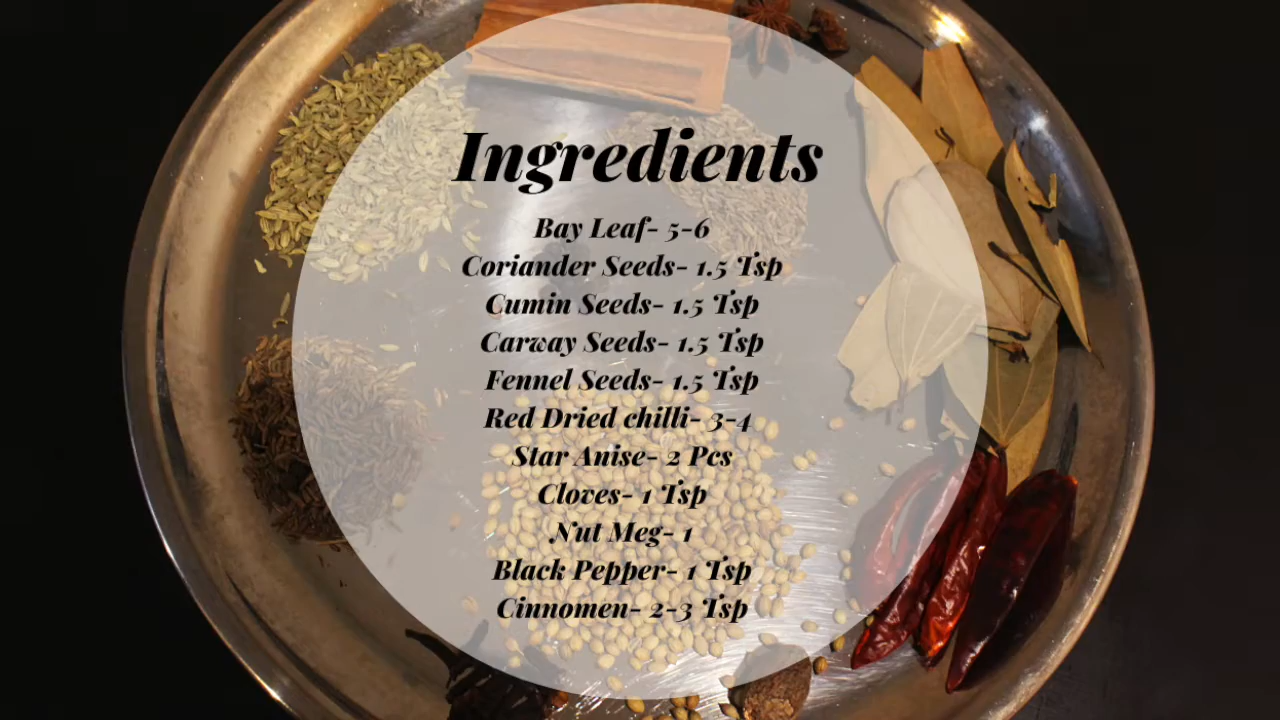 Ingredients
Bay Leaf- 5-6
Coriander Seeds- 1.5 Tsp
Cumin Seeds- 1.5 Tsp
Carway Seeds- 1.5 Tsp
Fennel Seeds- 1.5 Tsp
Red Dried chilli- 3-4
Star Anise- 2 Pcs
Cloves- 1 Tsp
Nut Meg- 1
Black Pepper- 1 Tsp
Cinnomen- 2-3 Tsp